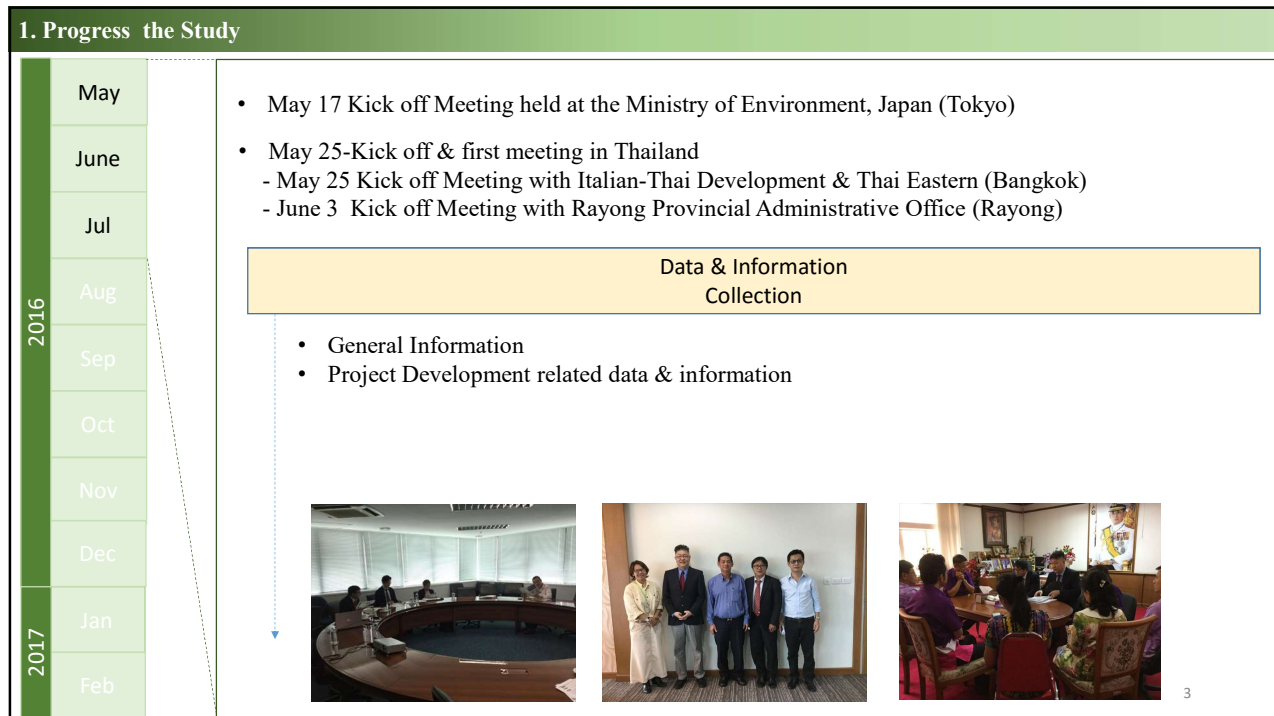 1. Progress  the Study
2016
May
June
Jul
Aug
Sep
Oct
Nov
Dec
2017
Jan
Feb
• May 17 Kick off Meeting held at the Ministry of Environment, Japan (Tokyo)
• May 25-Kick off & first meeting in Thailand
- May 25 Kick off Meeting with Italian-Thai Development & Thai Eastern (Bangkok)
- June 3  Kick off Meeting with Rayong Provincial Administrative Office (Rayong)
Data & Information
Collection
• General Information
• Project Development related data & information
3